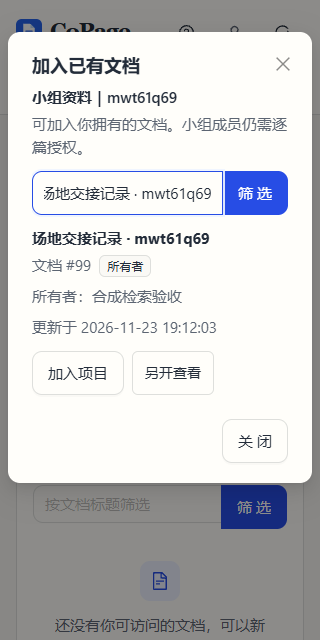 CoPage
加入已有文档
小组资料 | mwt61q69
可加入你拥有的文档。小组成员仍需逐
篇授权。
场地交接记录 · mwt61q69
筛 选
场地交接记录 · mwt61q69
文档 #99 所有者
所有者：合成检索验收
更新于 2026-11-23 19:12:03
加入项目 另开查看
关 闭
按文档标题筛选 筛 选
还没有你可访问的文档，可以新